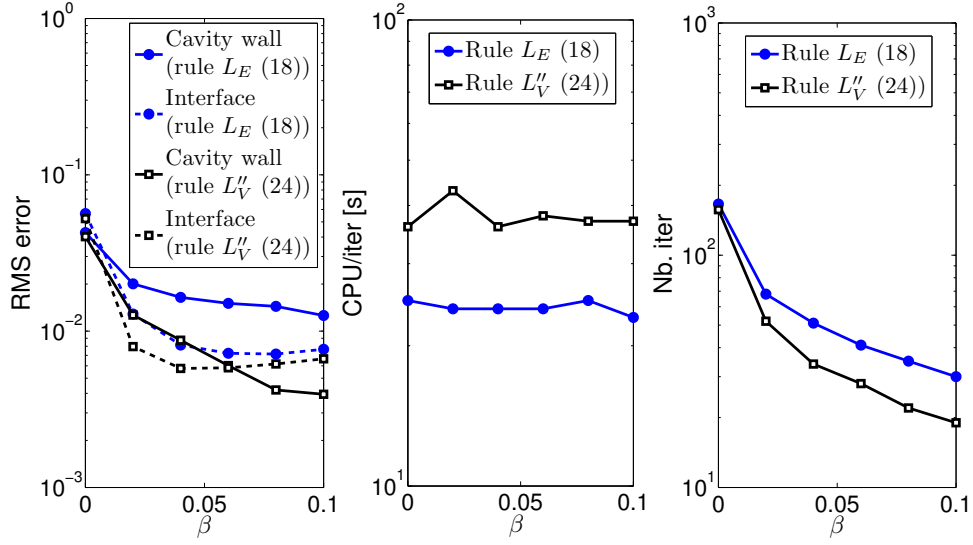 10^0
10^-1
10^-2
10^-3
RMS error
Cavity wall
(rule L_E (18))
Interface
(rule L_E (18))
Cavity wall
(rule L''_V (24))
Interface
(rule L''_V (24))
0
0.05
0.1
β
10^2
10^1
CPU/iter [s]
Rule L_E (18)
Rule L''_V (24))
0
0.05
0.1
β
10^3
10^2
10^1
Nb. iter
Rule L_E (18)
Rule L''_V (24))
0
0.05
0.1
β